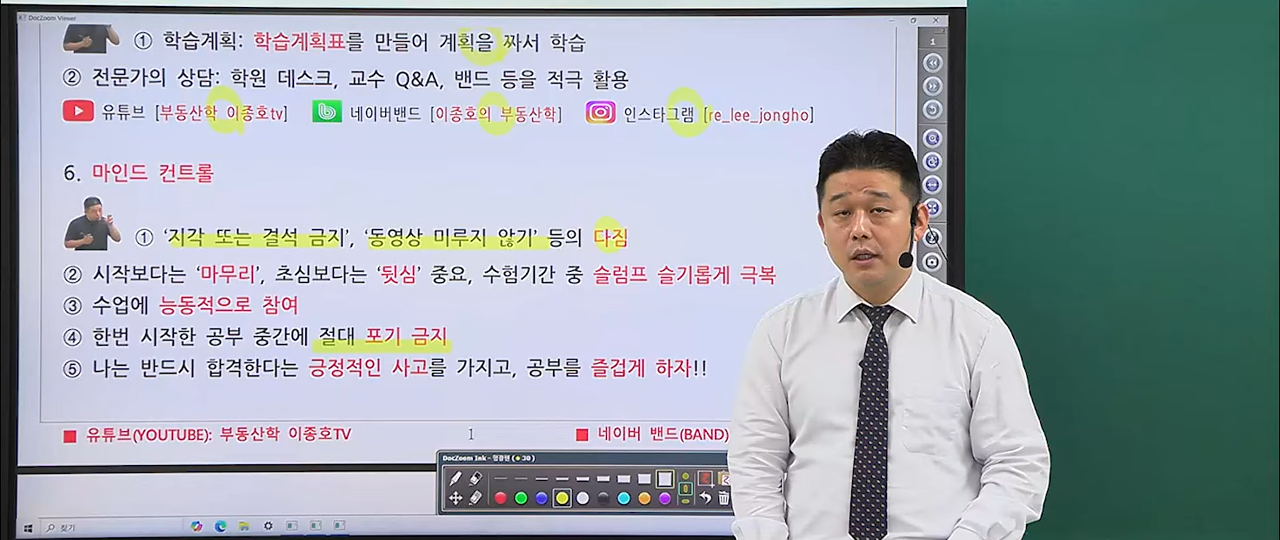 DocZoom Viewer
① 학습계획: 학습계획표를 만들어 계획을 짜서 학습
② 전문가의 상담: 학원 데스크, 교수 Q&A, 밴드 등을 적극 활용
유튜브 [부동산학 이종호tv] 네이버밴드 [이종호의 부동산학] 인스타그램 [re_lee_jongho]
6. 마인드 컨트롤
① ‘지각 또는 결석 금지’, ‘동영상 미루지 않기’ 등의 다짐
② 시작보다는 ‘마무리’, 초심보다는 ‘뒷심’ 중요, 수험기간 중 슬럼프 슬기롭게 극복
③ 수업에 능동적으로 참여
④ 한번 시작한 공부 중간에 절대 포기 금지
⑤ 나는 반드시 합격한다는 긍정적인 사고를 가지고, 공부를 즐겁게 하자!!
■ 유튜브(YOUTUBE): 부동산학 이종호TV 1 ■ 네이버 밴드(BAND)
DocZoom Ink - 형광펜 ( 30 )
찾기
1